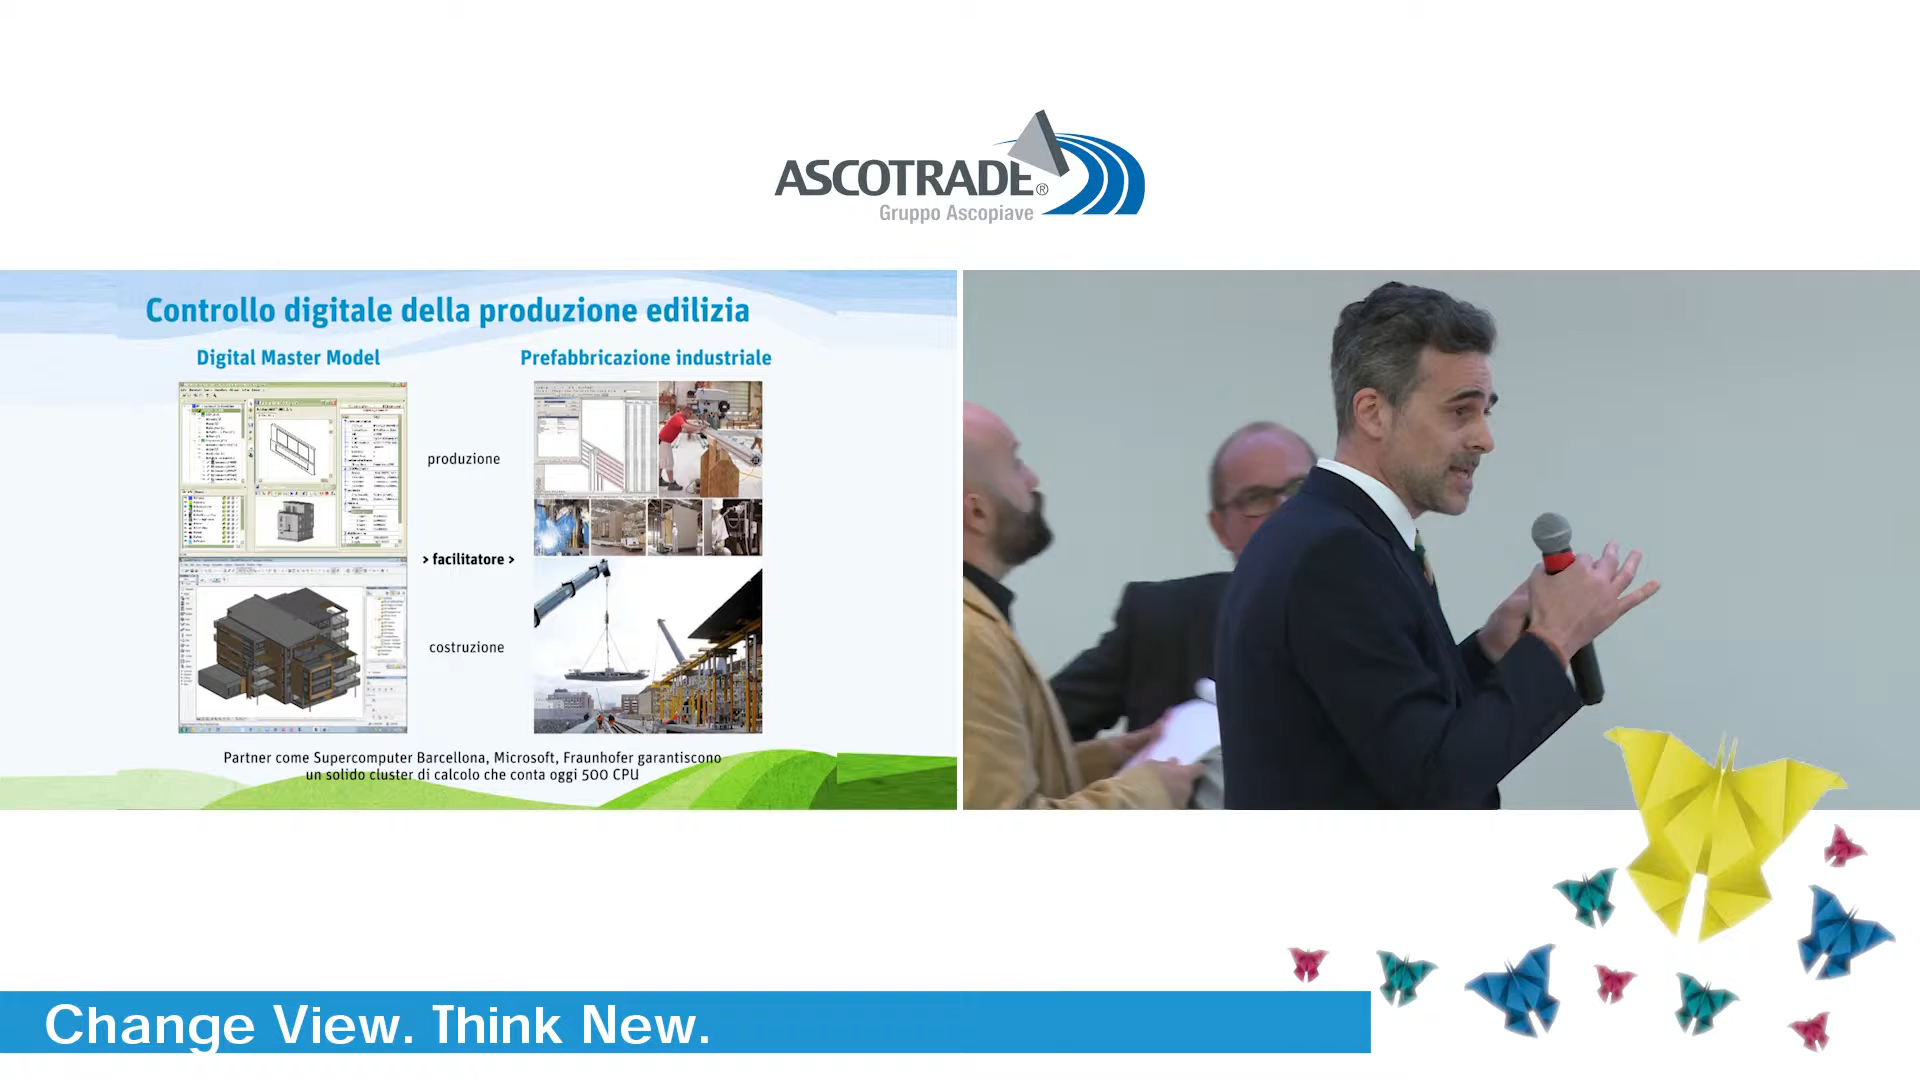 ASCOTRADE®
Gruppo Ascopiave
Controllo digitale della produzione edilizia
Digital Master Model
Prefabbricazione industriale
produzione
> facilitatore >
costruzione
Partner come Supercomputer Barcellona, Microsoft, Fraunhofer garantiscono
un solido cluster di calcolo che conta oggi 500 CPU
Change View. Think New.